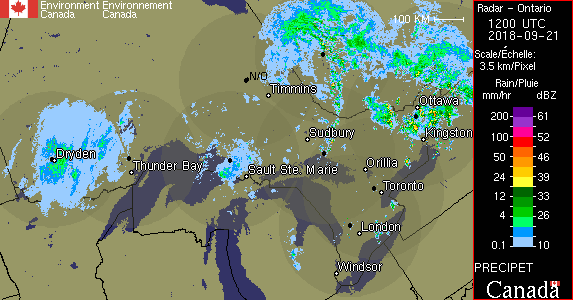 Environment Environnement
Canada Canada
100 KM
N/O
Timmins
Ottawa
Kingston
Sudbury
Dryden
Thunder Bay
Sault Ste. Marie
Orillia
Toronto
London
Windsor
Radar - Ontario
1200 UTC
2018-09-21
Scale/Échelle:
3.5 km/Pixel
Rain/Pluie
mm/hr dBZ
200 61
100 52
50 46
24 39
12 33
4 26
0.1 10
PRECIPET
Canada